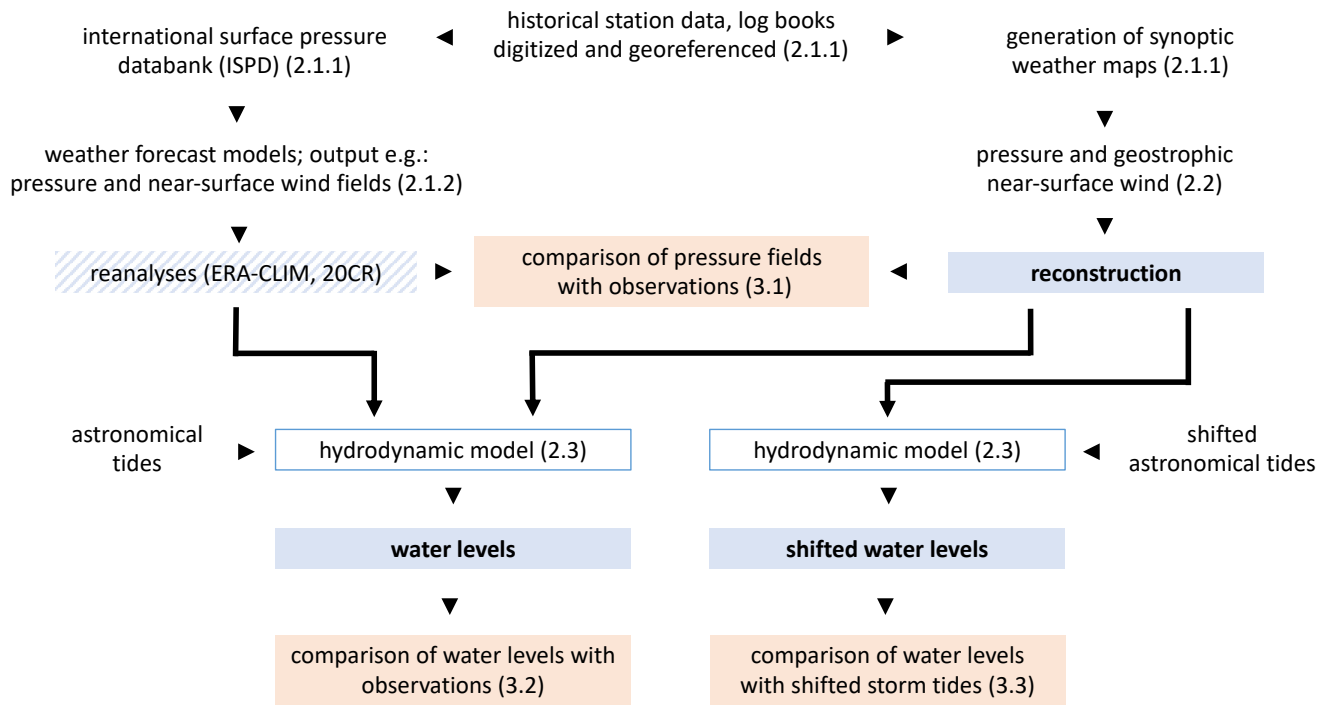 historical station data, log books
digitized and georeferenced (2.1.1)
international surface pressure
databank (ISPD) (2.1.1)
generation of synoptic
weather maps (2.1.1)
weather forecast models; output e.g.:
pressure and near-surface wind fields (2.1.2)
pressure and geostrophic
near-surface wind (2.2)
reanalyses (ERA-CLIM, 20CR)
comparison of pressure fields
with observations (3.1)
reconstruction
astronomical
tides
hydrodynamic model (2.3)
hydrodynamic model (2.3)
shifted
astronomical tides
water levels
shifted water levels
comparison of water levels with
observations (3.2)
comparison of water levels
with shifted storm tides (3.3)